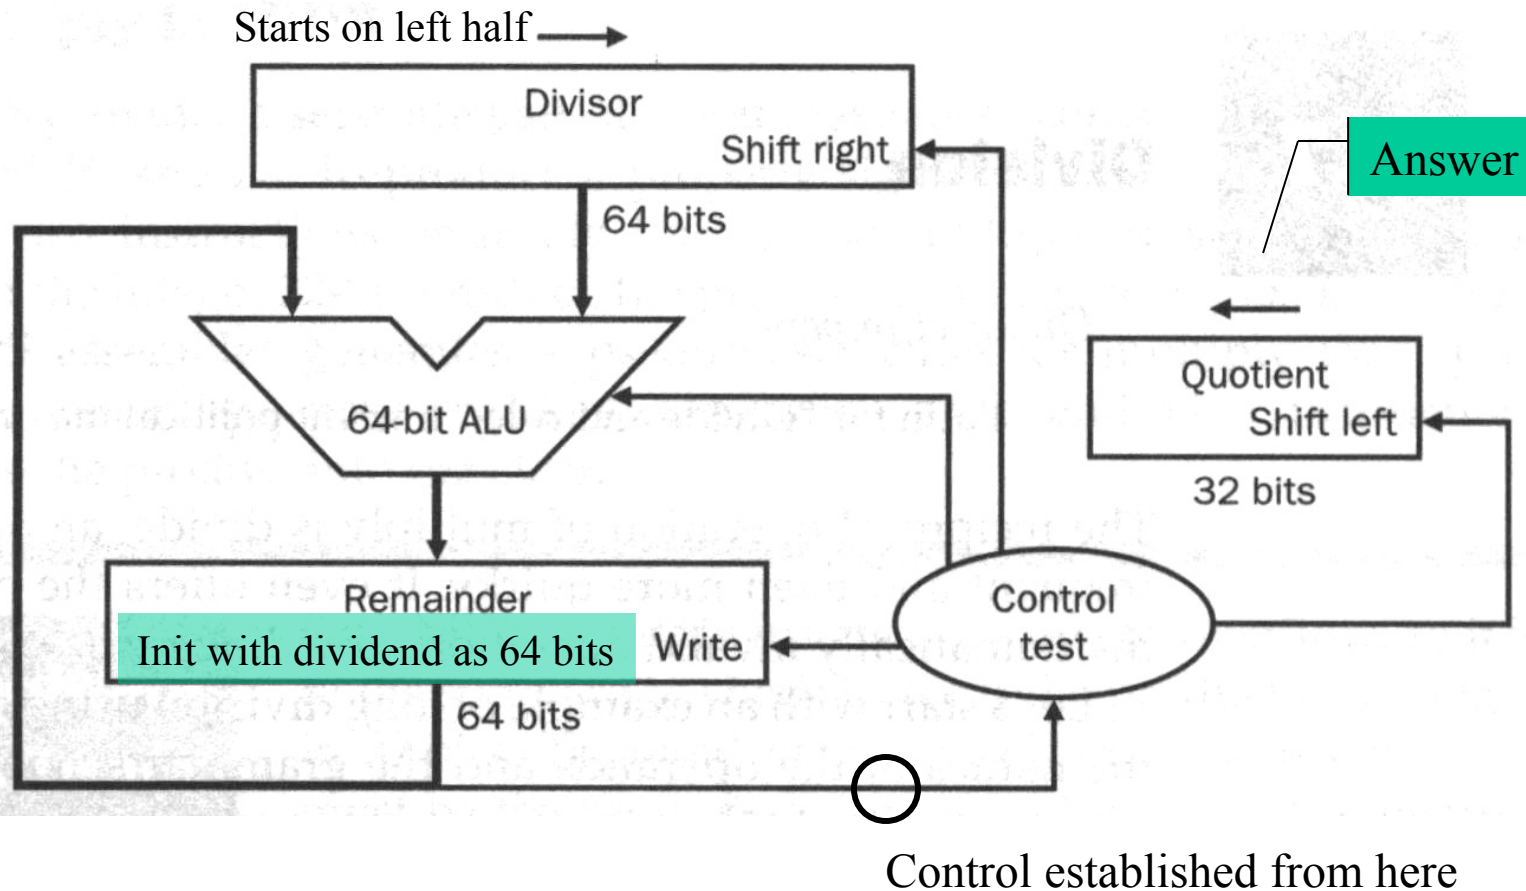 Starts on left half
Divisor
Shift right
Answer
64 bits
Quotient
Shift left
64-bit ALU
32 bits
Remainder
Control
test
Init with dividend as 64 bits
Write
64 bits
Control established from here